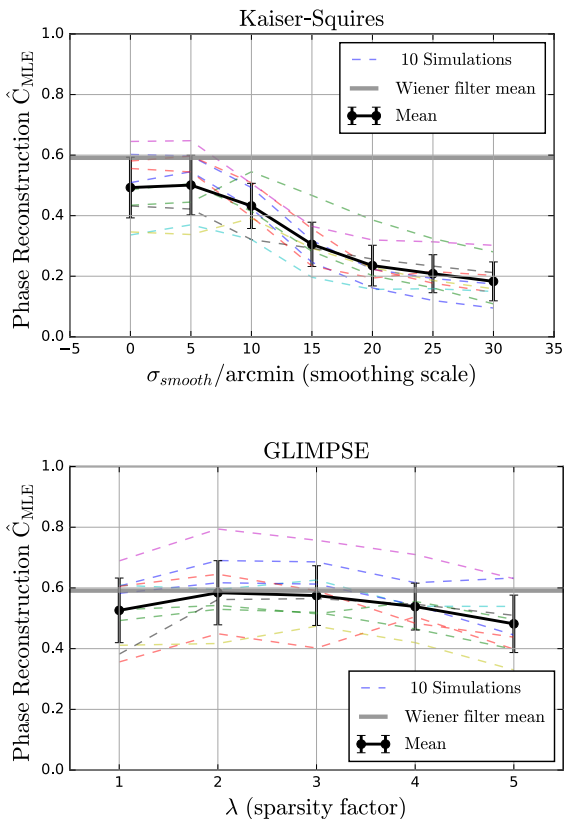 Kaiser-Squires
Phase Reconstruction Ĉ_MLE
1.0
0.8
0.6
0.4
0.2
0.0
10 Simulations
Wiener filter mean
Mean
−5 0 5 10 15 20 25 30 35
σ_smooth/arcmin (smoothing scale)
GLIMPSE
Phase Reconstruction Ĉ_MLE
1.0
0.8
0.6
0.4
0.2
0.0
10 Simulations
Wiener filter mean
Mean
1 2 3 4 5
λ (sparsity factor)